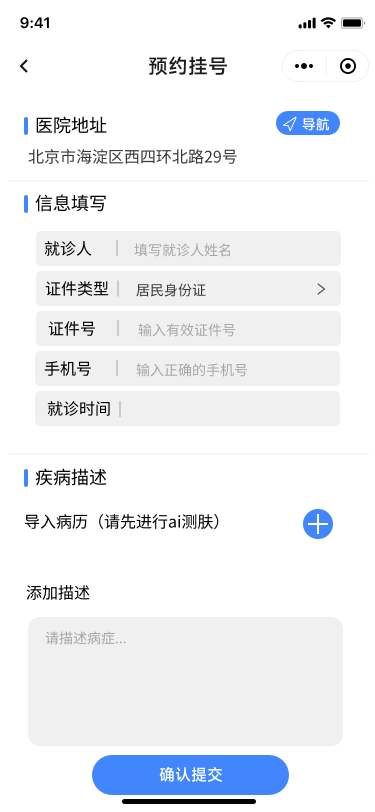 9:41
预约挂号
医院地址
导航
北京市海淀区西四环北路29号
信息填写
就诊人 填写就诊人姓名
证件类型 居民身份证
证件号 输入有效证件号
手机号 输入正确的手机号
就诊时间
疾病描述
导入病历（请先进行ai测肤）
添加描述
请描述病症...
确认提交